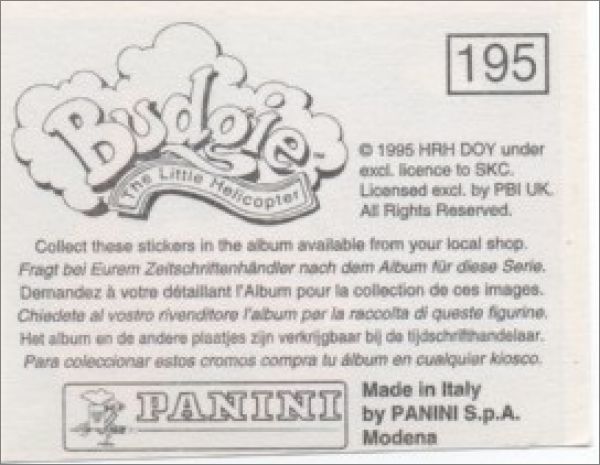 Budgie™
The Little Helicopter
195
© 1995 HRH DOY under
excl. licence to SKC.
Licensed excl. by PBI UK.
All Rights Reserved.
Collect these stickers in the album available from your local shop.
Fragt bei Eurem Zeitschriftenhändler nach dem Album für diese Serie.
Demandez à votre détaillant l'Album pour la collection de ces images.
Chiedete al vostro rivenditore l'album per la raccolta di queste figurine.
Het album en de andere plaatjes zijn verkrijgbaar bij de tijdschrifthandelaar.
Para coleccionar estos cromos compra tu álbum en cualquier kiosco.
PANINI
Made in Italy
by PANINI S.p.A.
Modena